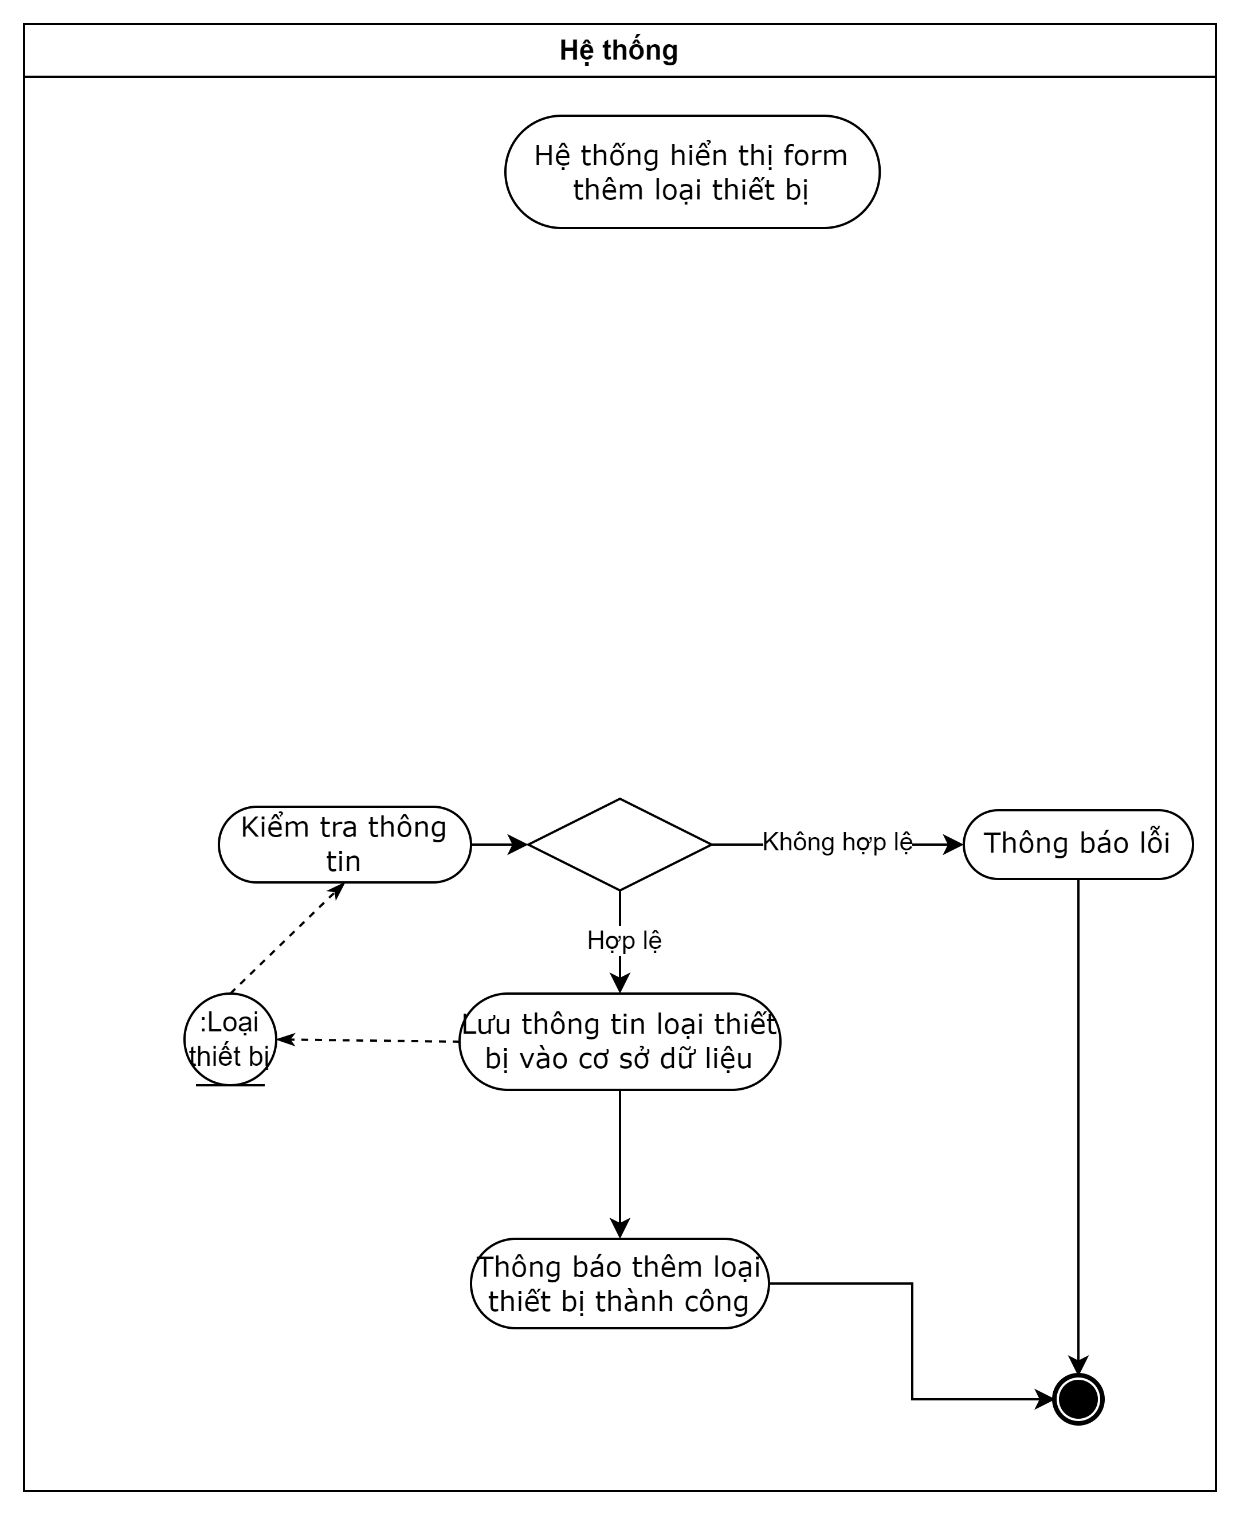 Hệ thống
Hệ thống hiển thị form
thêm loại thiết bị
Kiểm tra thông
tin
Không hợp lệ
Thông báo lỗi
Hợp lệ
:Loại
thiết bị
Lưu thông tin loại thiết
bị vào cơ sở dữ liệu
Thông báo thêm loại
thiết bị thành công